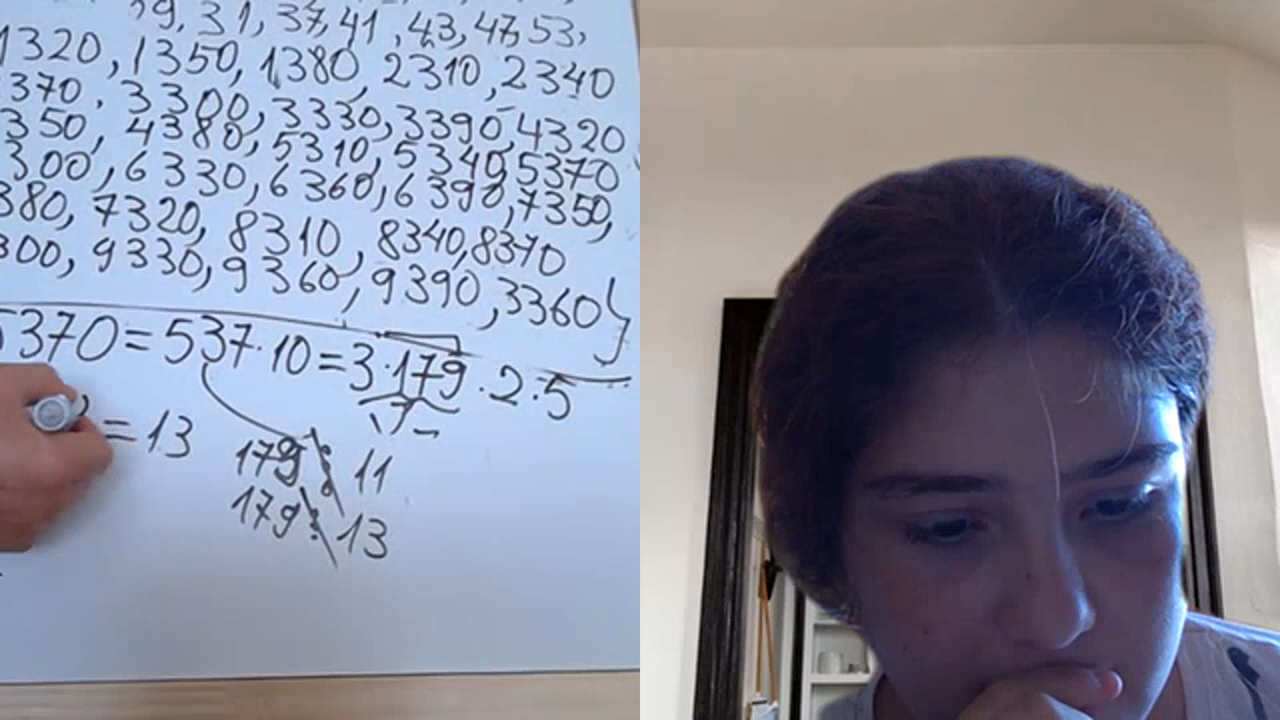 29, 31, 37, 41, 43, 47, 53,
1320, 1350, 1380, 2310, 2340
370, 3300, 3330, 3390, 4320
350, 4380, 5310, 5340, 5370
300, 6330, 6360, 6390, 7350,
380, 7320, 8310, 8340, 8370
300, 9330, 9360, 9390, 3360}
5370 = 537·10 = 3·179·2·5
= 13
179 ⋮ 11
179 ⋮ 13